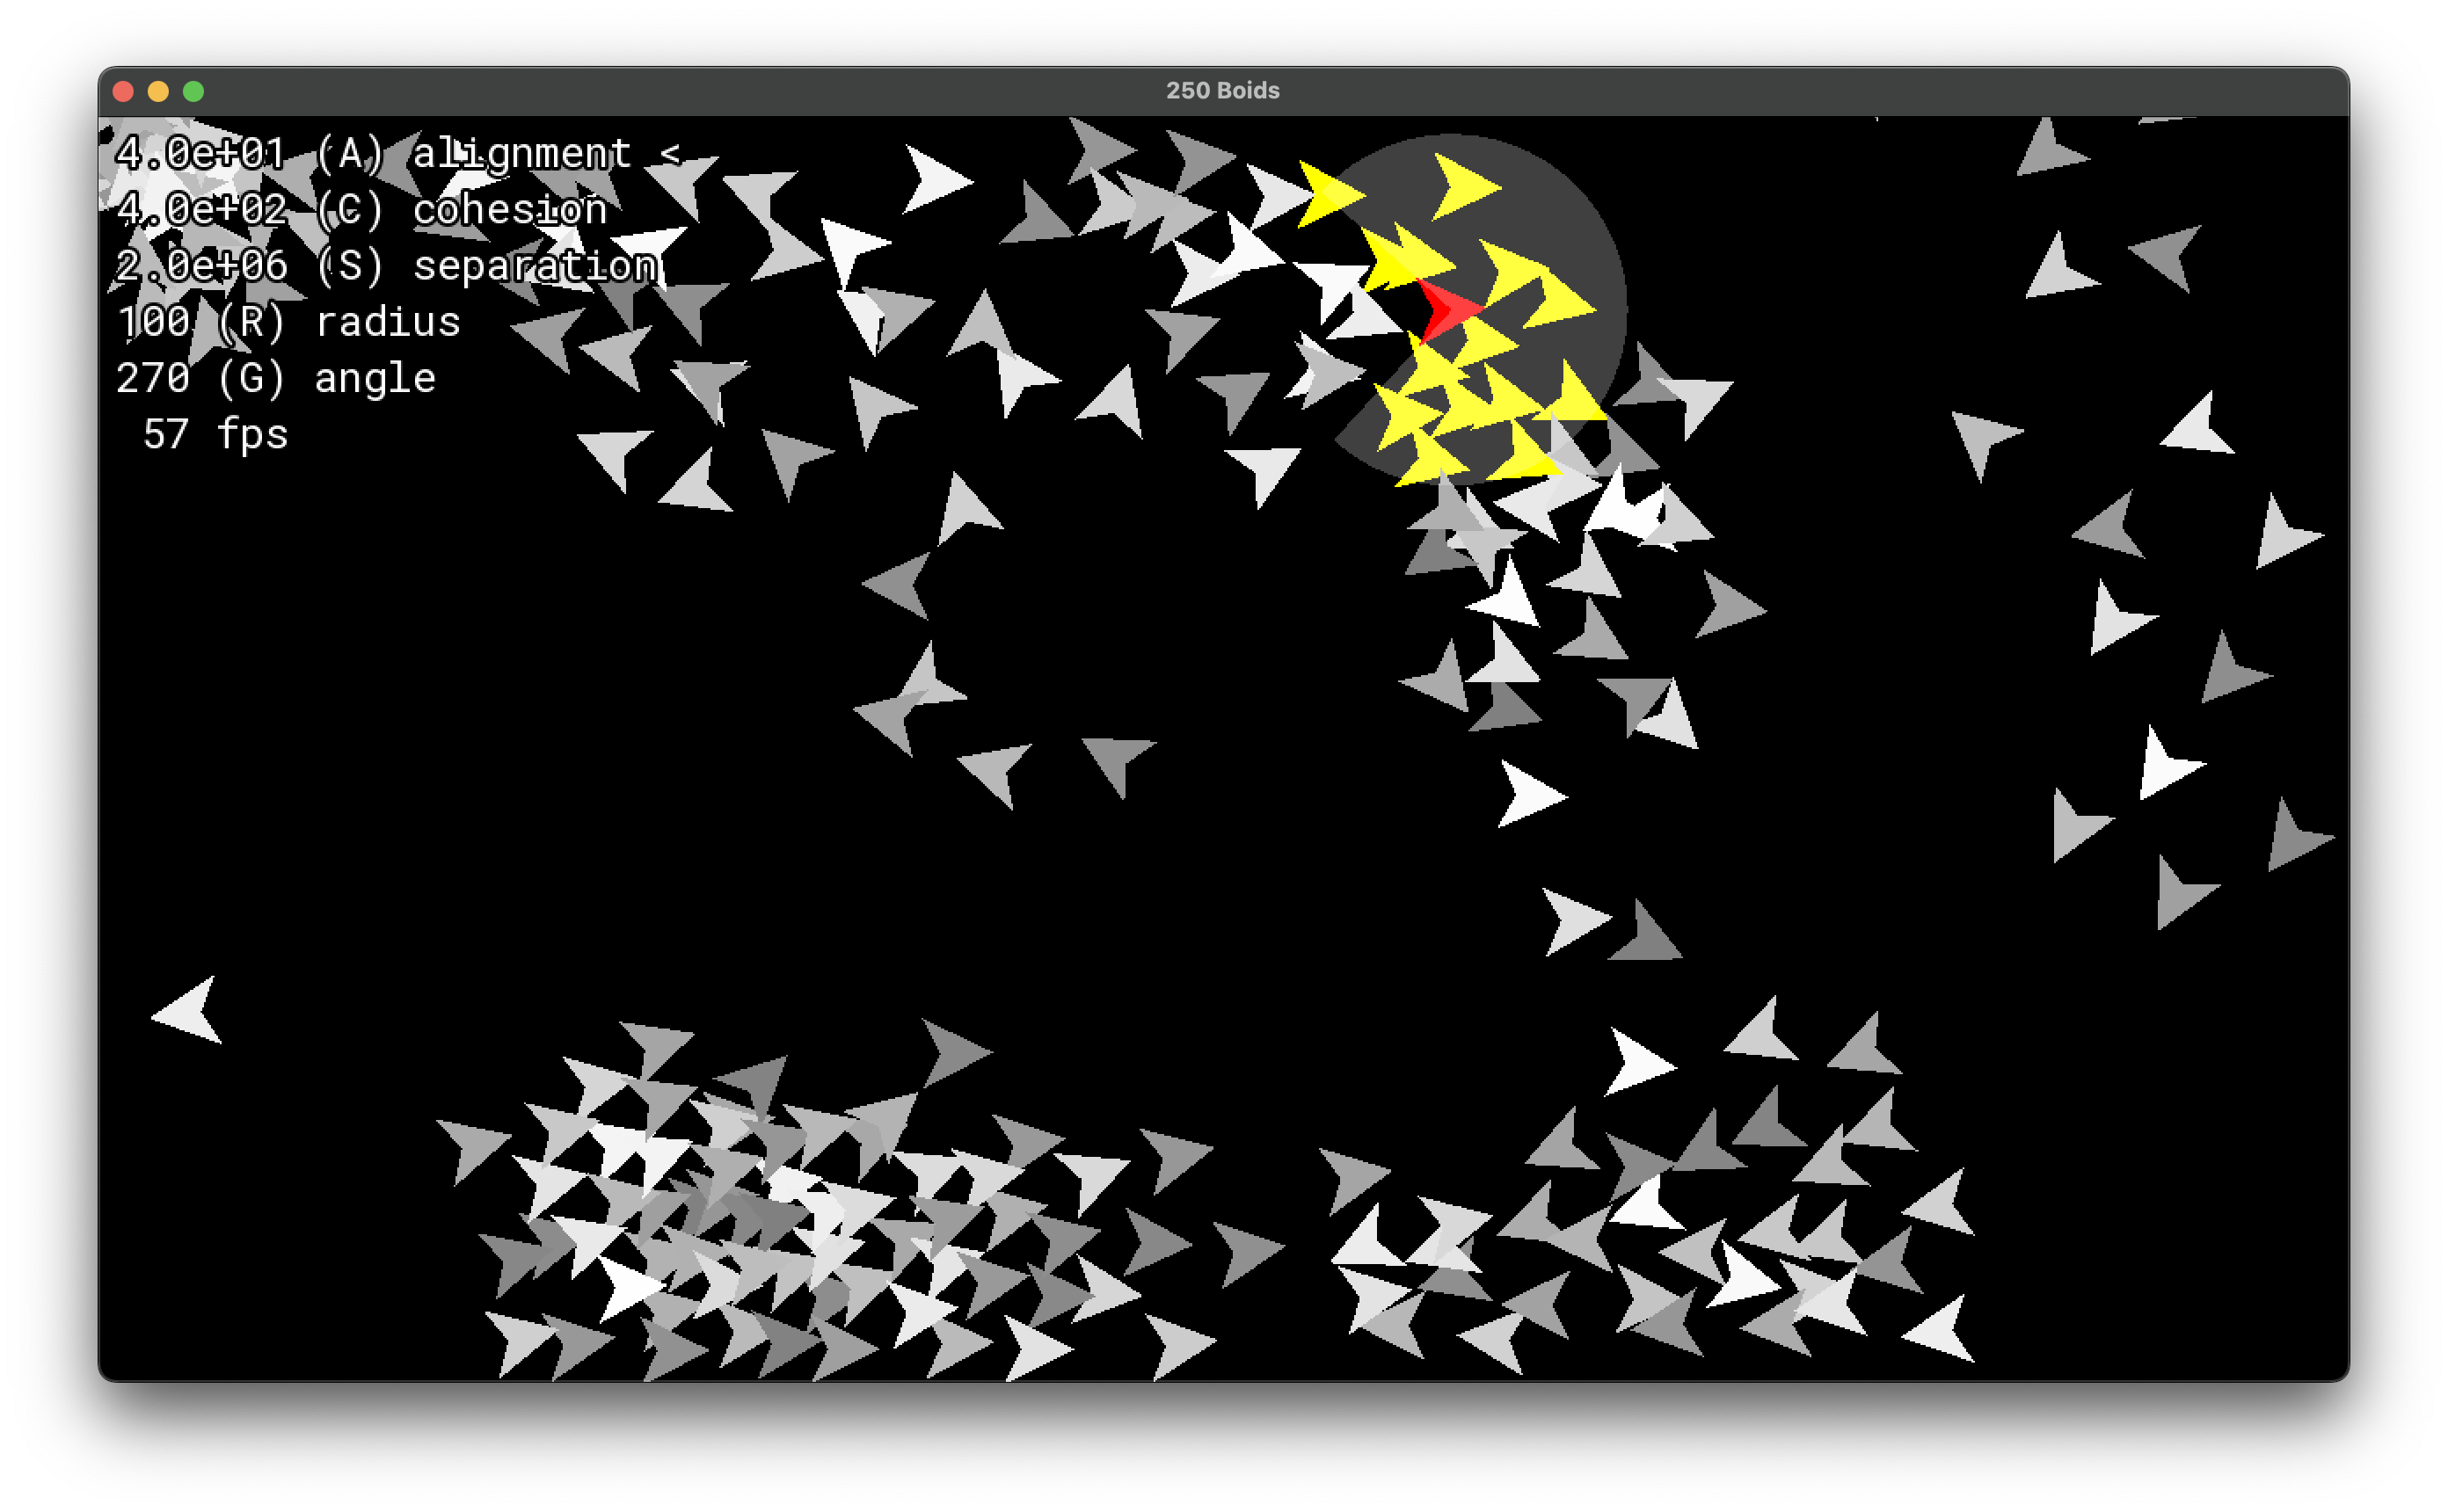 250 Boids
4.0e+01 (A) alignment <
4.0e+02 (C) cohesion
2.0e+06 (S) separation
100 (R) radius
270 (G) angle
57 fps